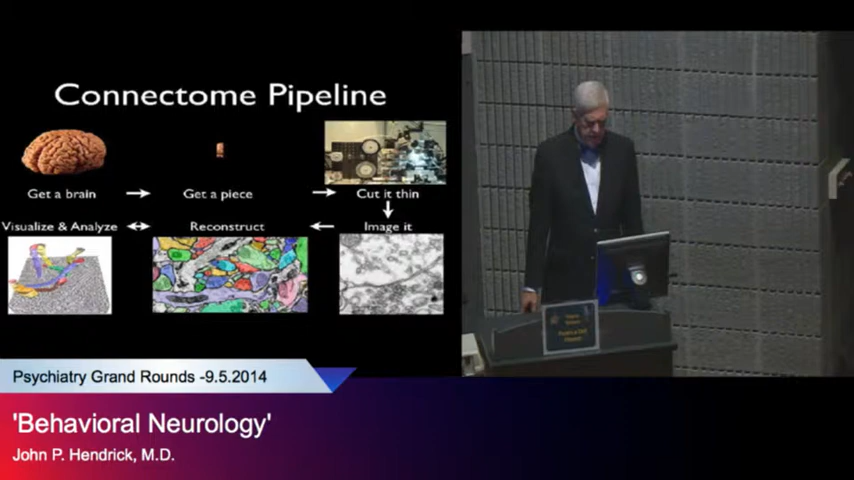 Connectome Pipeline
Get a brain
Get a piece
Cut it thin
Visualize & Analyze
Reconstruct
Image it
Psychiatry Grand Rounds -9.5.2014
'Behavioral Neurology'
John P. Hendrick, M.D.